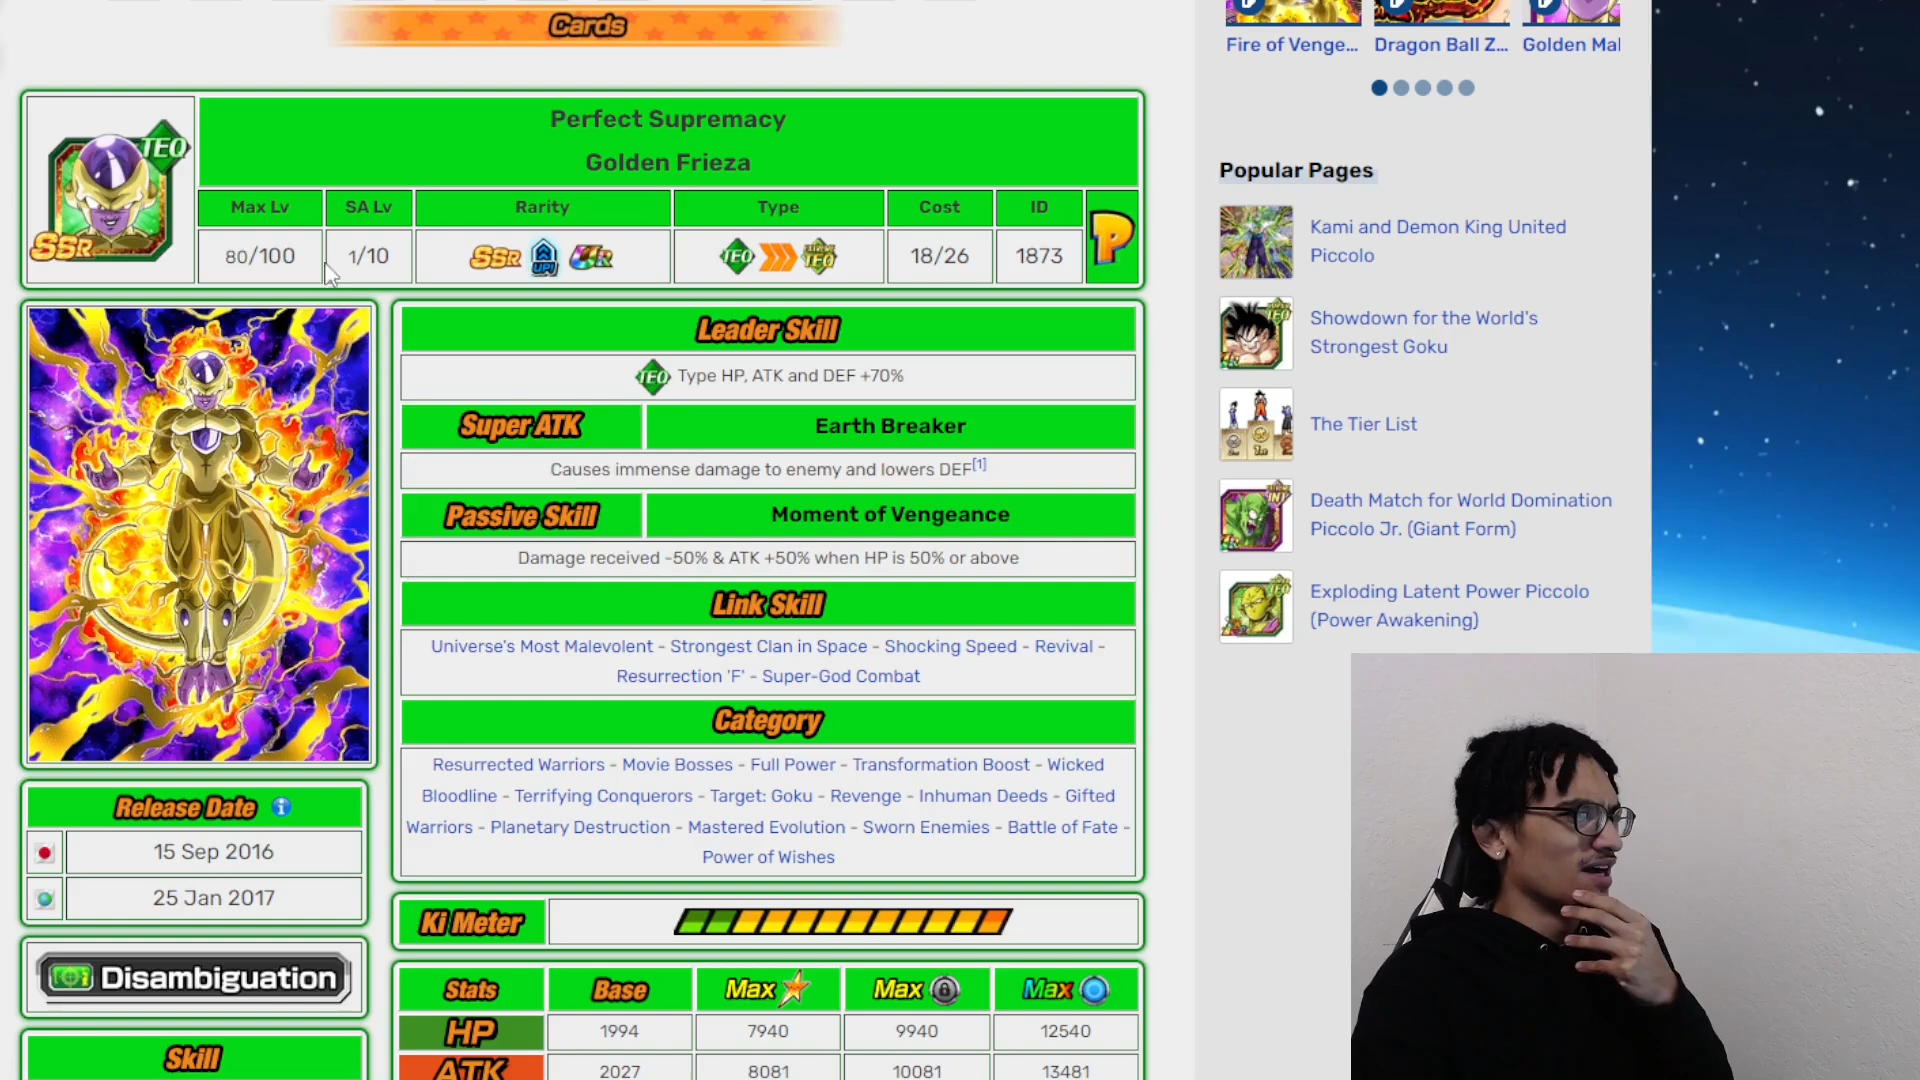 Cards
Fire of Venge...
Dragon Ball Z...
Golden Mal
Perfect Supremacy
Golden Frieza
TEQ
SSR
Max Lv
SA Lv
Rarity
Type
Cost
ID
80/100
1/10
SSR
UP!
UR
TEQ
EXTREME TEQ
18/26
1873
P
Leader Skill
TEQ Type HP, ATK and DEF +70%
Super ATK
Earth Breaker
Causes immense damage to enemy and lowers DEF[1]
Passive Skill
Moment of Vengeance
Damage received -50% & ATK +50% when HP is 50% or above
Link Skill
Universe's Most Malevolent - Strongest Clan in Space - Shocking Speed - Revival -
Resurrection 'F' - Super-God Combat
Category
Resurrected Warriors - Movie Bosses - Full Power - Transformation Boost - Wicked
Bloodline - Terrifying Conquerors - Target: Goku - Revenge - Inhuman Deeds - Gifted
Warriors - Planetary Destruction - Mastered Evolution - Sworn Enemies - Battle of Fate -
Power of Wishes
Release Date
15 Sep 2016
25 Jan 2017
Disambiguation
Skill
Ki Meter
Stats
Base
Max
Max
Max
HP
1994
7940
9940
12540
ATK
2027
8081
10081
13481
Popular Pages
Kami and Demon King United
Piccolo
Showdown for the World's
Strongest Goku
The Tier List
Death Match for World Domination
Piccolo Jr. (Giant Form)
Exploding Latent Power Piccolo
(Power Awakening)